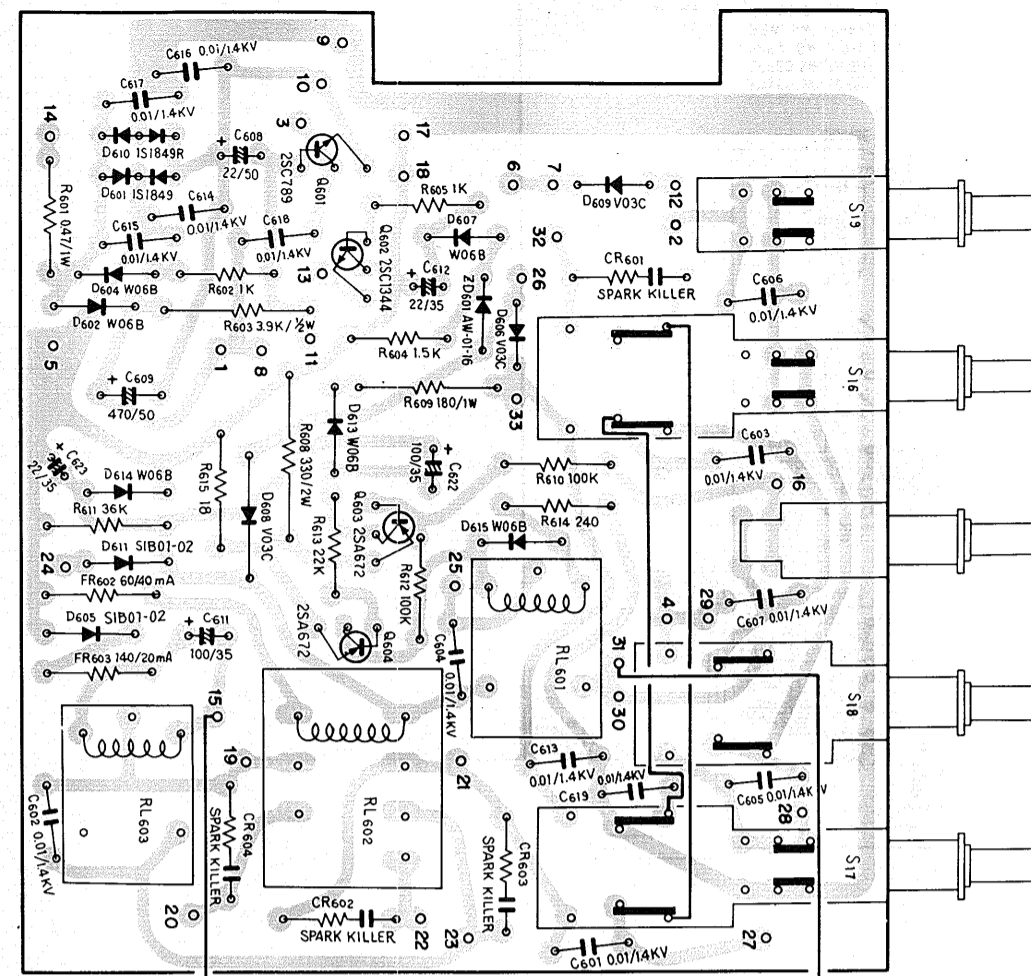 C616 0.01/1.4KV
9
C617
0.01/1.4KV
10
14
D610 1S1849R
C608
22/50
3
2SC789
Q601
17
18
6
7
D609 V03C
12
2
S19
D601 1S1849
R601 0.47/1W
C614
0.01/1.4KV
C615
0.01/1.4KV
C618
0.01/1.4KV
R605 1K
D607
W06B
32
Q602 2SC1344
13
C612
22/35
ZD601 AW-01-16
26
CR601
SPARK KILLER
C606
0.01/1.4KV
D604 W06B
R602 1K
D602 W06B
R603 3.9K/½W
D606 V03C
5
1
8
11
R604 1.5K
S16
C609
470/50
R609 180/1W
33
D613 W06B
R608 330/2W
C623
22/35
D614 W06B
R615 18
C622
100/35
R610 100K
C603
0.01/1.4KV
16
R611 36K
D608 V03C
R613 22K
Q603 2SA672
R614 240
D615 W06B
D611 SIB01-02
24
FR602 60/40 mA
R612 100K
25
D605 SIB01-02
C611
100/35
2SA672
Q604
C604 0.01/1.4KV
RL601
4
29
C607 0.01/1.4KV
31
30
FR603 140/20mA
S18
15
19
21
C613
0.01/1.4KV
C619
0.01/1.4KV
C605 0.01/1.4K
28
RL603
C602 0.01/1.4KV
CR604
SPARK KILLER
RL602
CR603
SPARK KILLER
S17
20
CR602
SPARK KILLER
22
23
C601 0.01/1.4KV
27